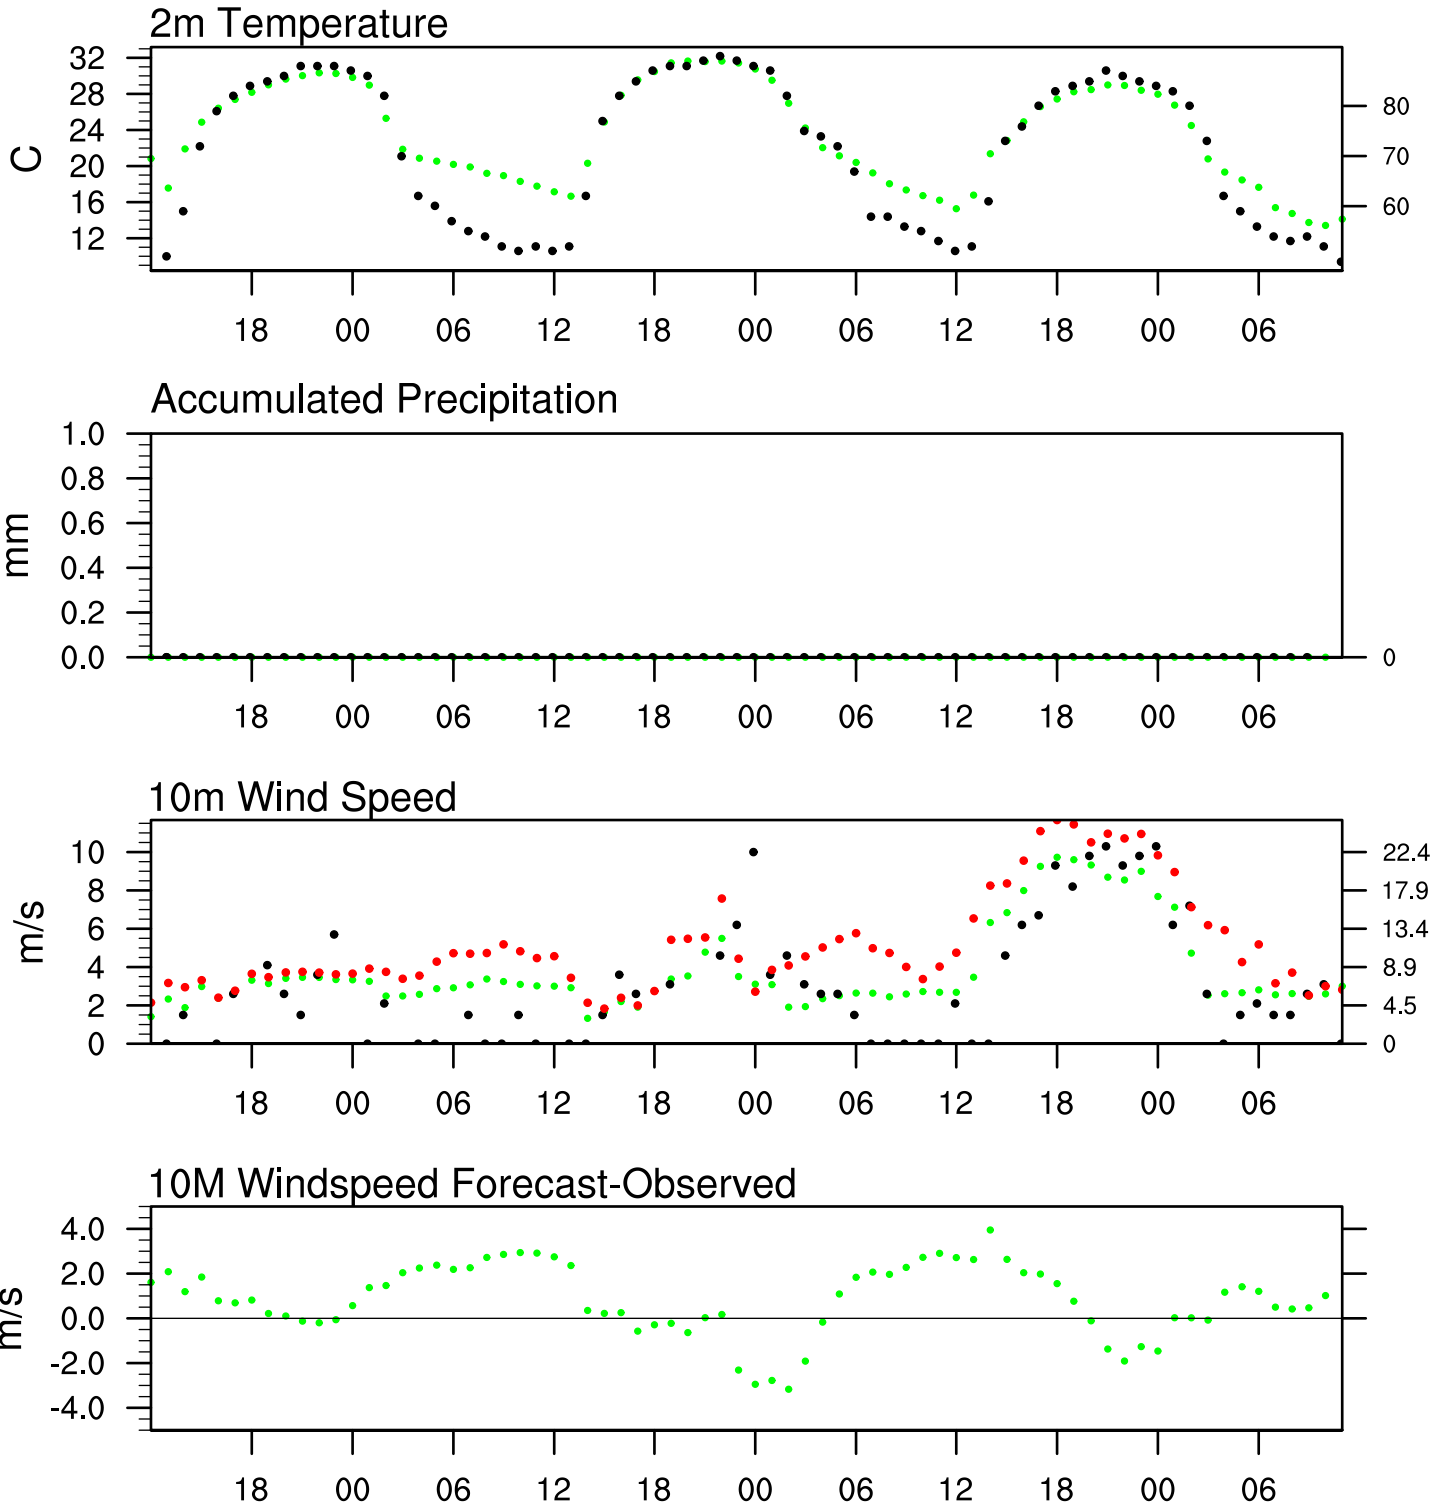 2m Temperature
32
28
24
20
16
12
C
80
70
60
18 00 06 12 18 00 06 12 18 00 06
Accumulated Precipitation
1.0
0.8
0.6
0.4
0.2
0.0
mm
0
18 00 06 12 18 00 06 12 18 00 06
10m Wind Speed
10
8
6
4
2
0
m/s
22.4
17.9
13.4
8.9
4.5
0
18 00 06 12 18 00 06 12 18 00 06
10M Windspeed Forecast-Observed
4.0
2.0
0.0
-2.0
-4.0
m/s
18 00 06 12 18 00 06 12 18 00 06